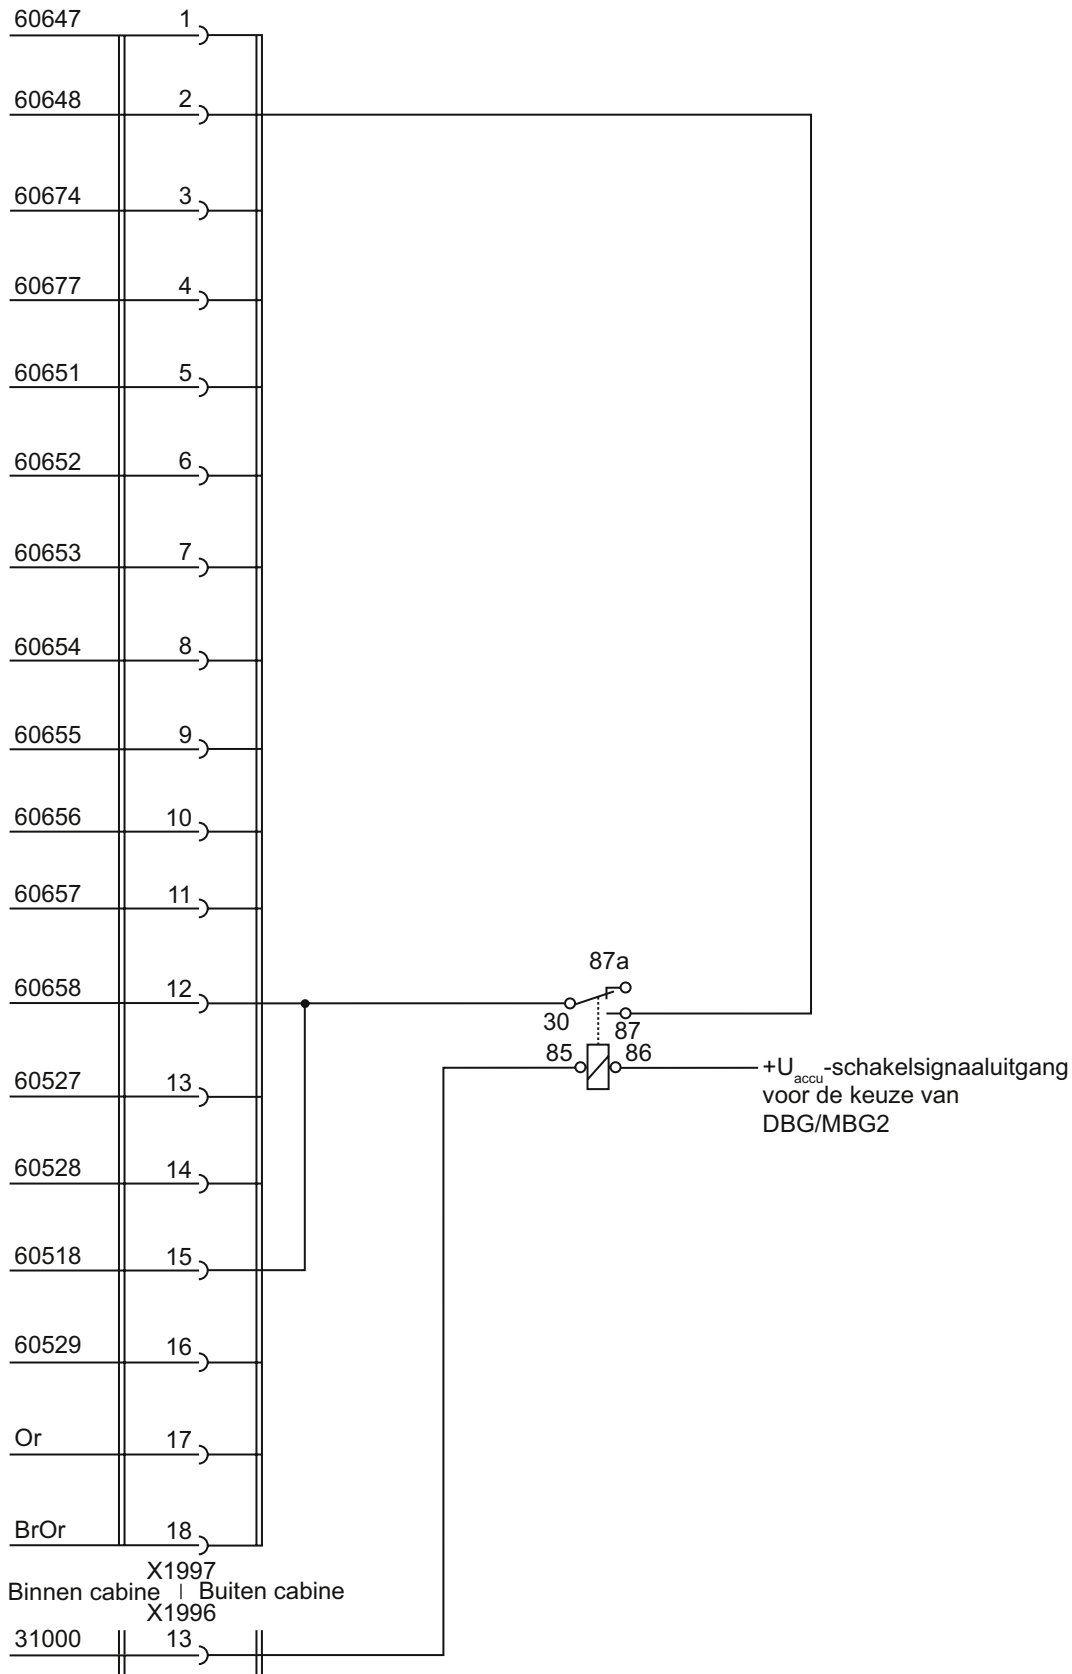 60647 1
60648 2
60674 3
60677 4
60651 5
60652 6
60653 7
60654 8
60655 9
60656 10
60657 11
87a
60658 12
30
87
85 86
+Uaccu-schakelsignaaluitgang
voor de keuze van
DBG/MBG2
60527 13
60528 14
60518 15
60529 16
Or 17
BrOr 18
X1997
Binnen cabine | Buiten cabine
X1996
31000 13